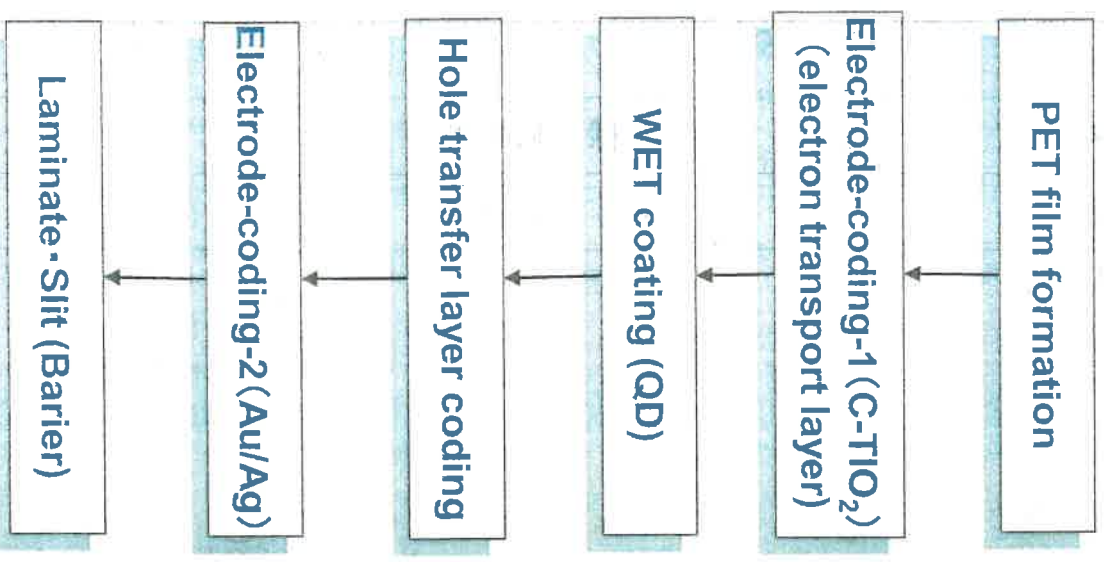 PET film formation
Electrode-coding-1(C-TIO₂)
(electron transport layer)
WET coating (QD)
Hole transfer layer coding
Electrode-coding-2(Au/Ag)
Laminate・Slit (Barier)